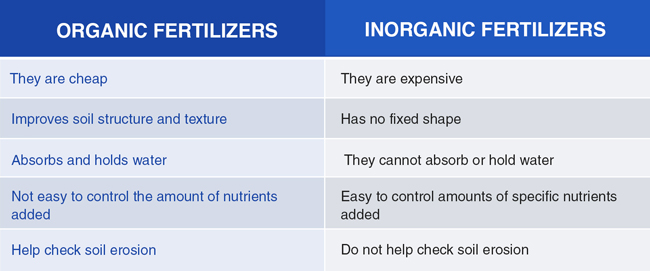 ORGANIC FERTILIZERS
INORGANIC FERTILIZERS
They are cheap
They are expensive
Improves soil structure and texture
Has no fixed shape
Absorbs and holds water
They cannot absorb or hold water
Not easy to control the amount of nutrients
added
Easy to control amounts of specific nutrients
added
Help check soil erosion
Do not help check soil erosion